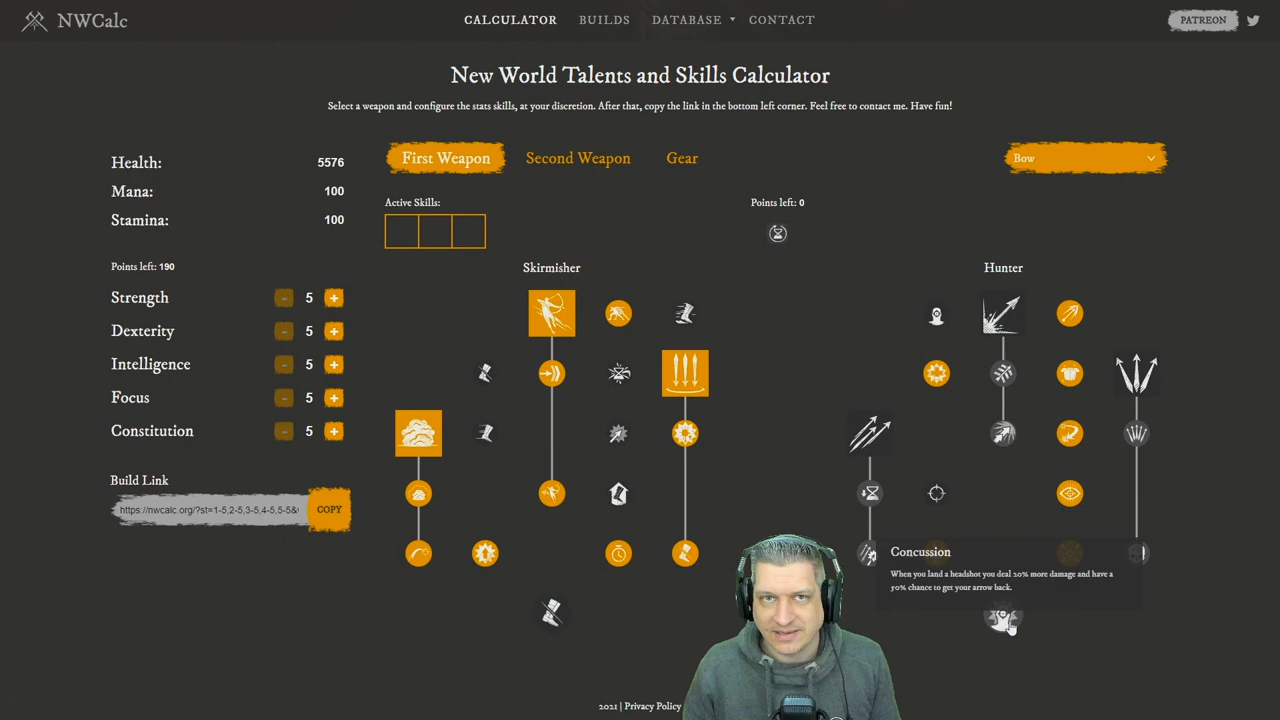 NWCalc
CALCULATOR
BUILDS
DATABASE
CONTACT
PATREON
New World Talents and Skills Calculator
Select a weapon and configure the stats skills, at your discretion. After that, copy the link in the bottom left corner. Feel free to contact me. Have fun!
Health: 5576
Mana: 100
Stamina: 100
First Weapon
Second Weapon
Gear
Bow
Active Skills:
Points left: 0
Points left: 190
Skirmisher
Hunter
Strength - 5 +
Dexterity - 5 +
Intelligence - 5 +
Focus - 5 +
Constitution - 5 +
Build Link
https://nwcalc.org/?st=1-5,2-5,3-5,4-5,5-5&
COPY
Concussion
When you land a headshot you deal 20% more damage and have a
50% chance to get your arrow back.
2021 | Privacy Policy